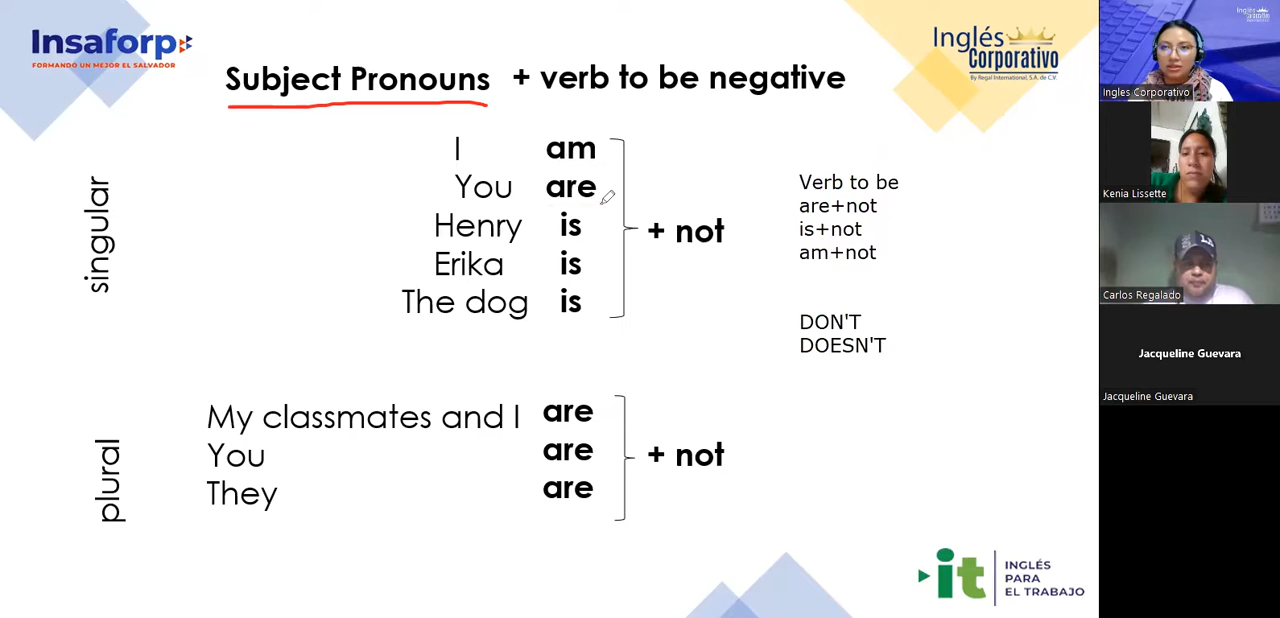 Insaforp
FORMANDO UN MEJOR EL SALVADOR
Inglés
Corporativo
By Regal International, S.A. de C.V.
Subject Pronouns + verb to be negative
singular
I am
You are
Henry is
Erika is
The dog is
+ not
Verb to be
are+not
is+not
am+not
DON'T
DOESN'T
plural
My classmates and I are
You are
They are
+ not
it
INGLÉS
PARA
EL TRABAJO
Inglés
Corporativo
Ingles Corporativo
Kenia Lissette
Carlos Regalado
Jacqueline Guevara
Jacqueline Guevara